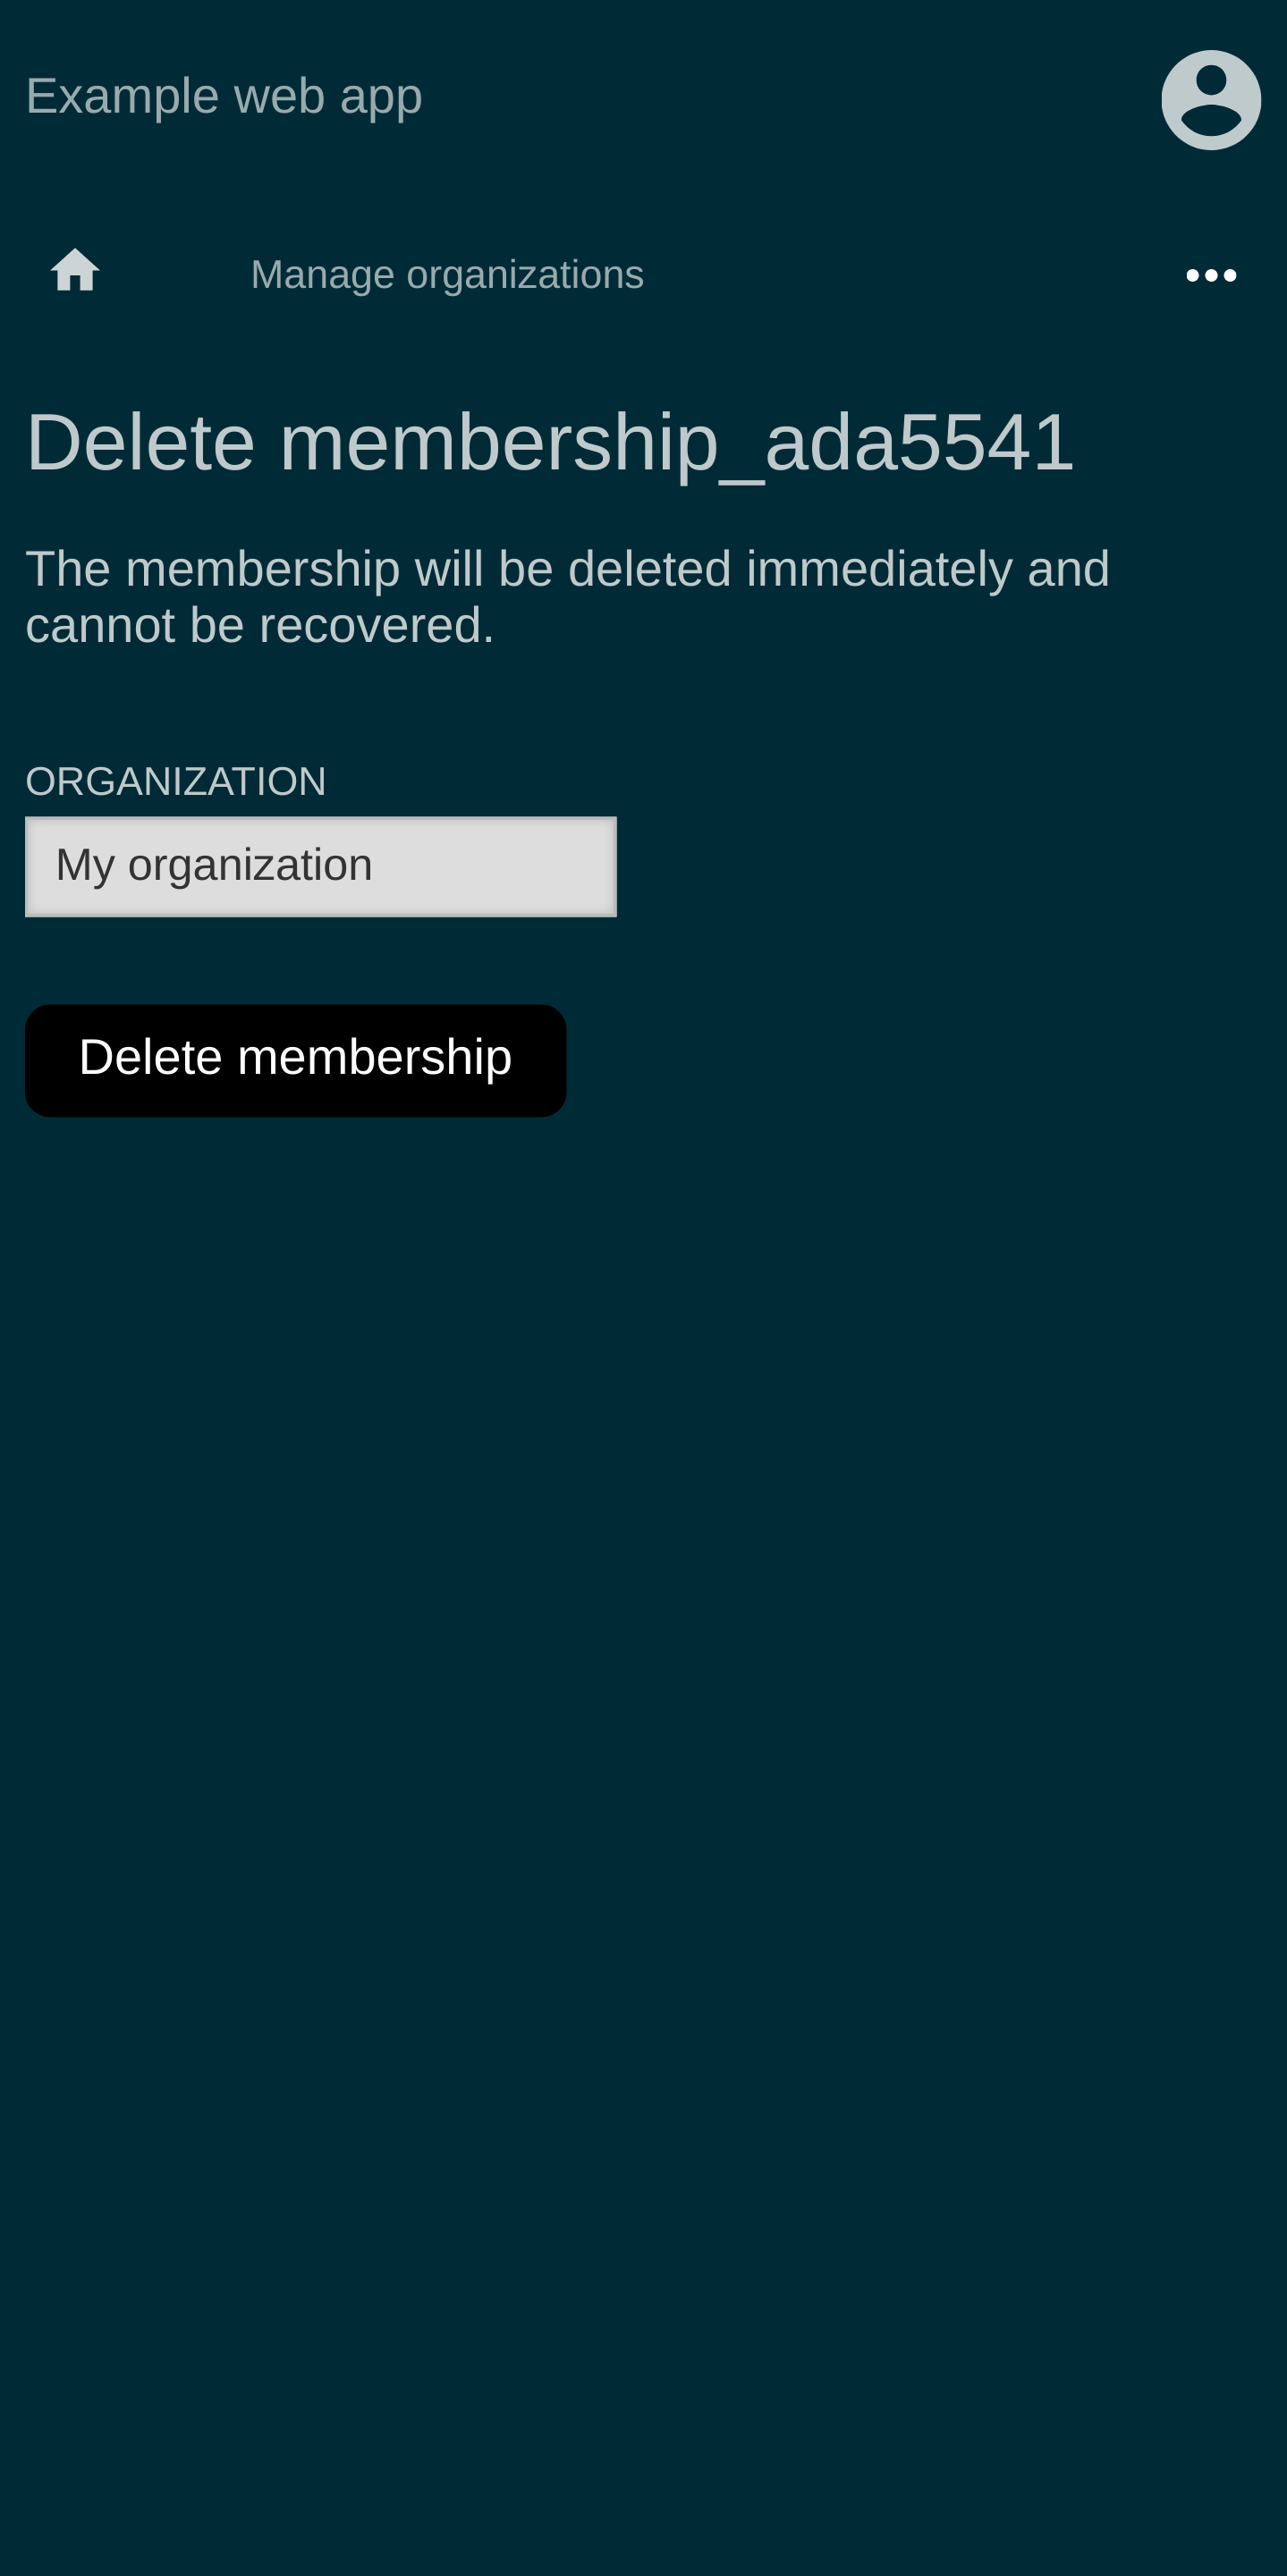 Example web app
Manage organizations
Delete membership_ada5541
The membership will be deleted immediately and
cannot be recovered.
ORGANIZATION
My organization
Delete membership